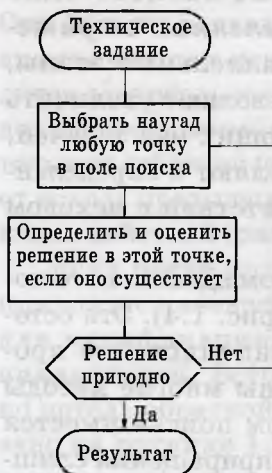 Техническое
задание
Выбрать наугад
любую точку
в поле поиска
Определить и оценить
решение в этой точке,
если оно существует
Решение
пригодно
Нет
Да
Результат